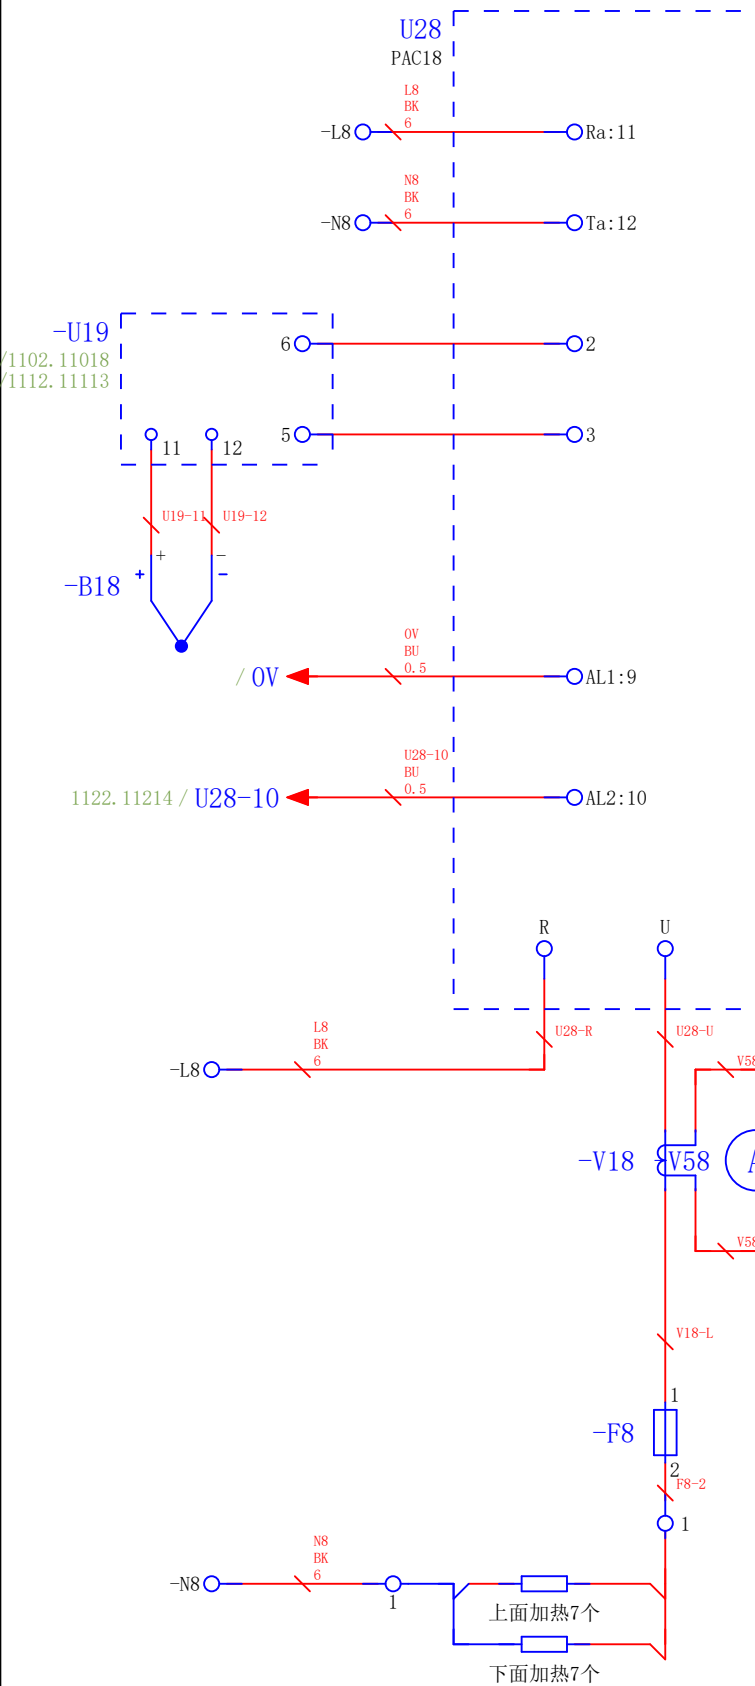 U28
PAC18
L8
BK
6
-L8
Ra:11
N8
BK
6
-N8
Ta:12
-U19
/1102.11018
/1112.11113
6
2
5
3
11
12
U19-11
U19-12
+
-
-B18
+
-
0V
BU
0.5
/ 0V
AL1:9
U28-10
BU
0.5
1122.11214 / U28-10
AL2:10
R
U
U28-R
U28-U
L8
BK
6
-L8
V58
-V18
-V58
A
V58
V18-L
1
-F8
2
F8-2
1
N8
BK
6
-N8
1
上面加热7个
下面加热7个